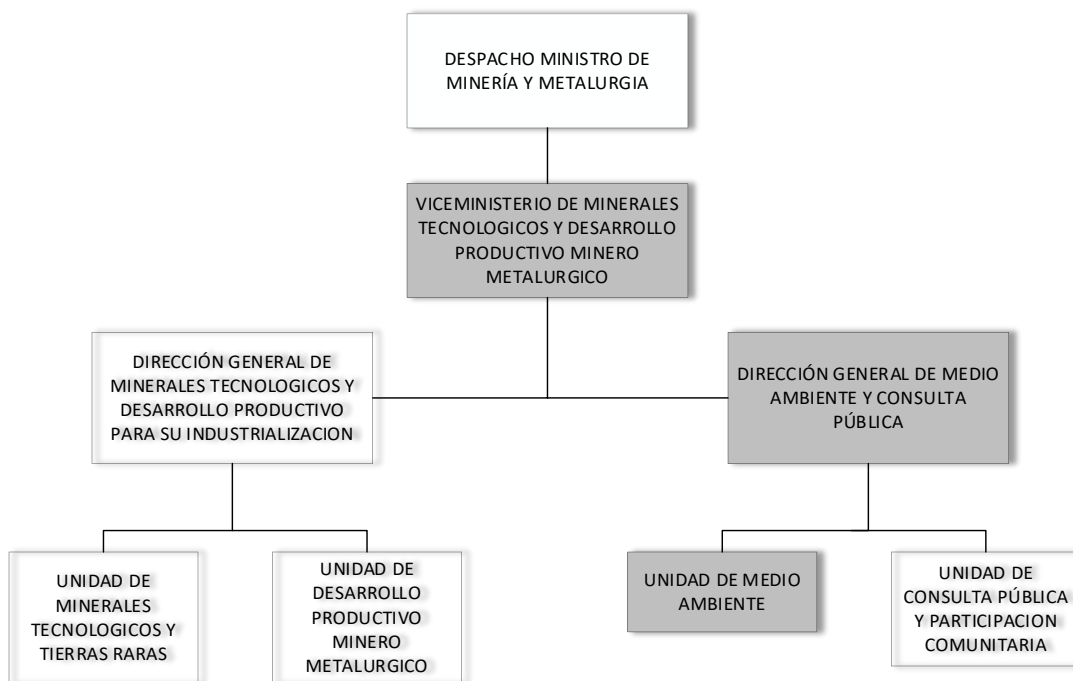 DESPACHO MINISTRO DE
MINERÍA Y METALURGIA
VICEMINISTERIO DE MINERALES
TECNOLOGICOS Y DESARROLLO
PRODUCTIVO MINERO
METALURGICO
DIRECCIÓN GENERAL DE
MINERALES TECNOLOGICOS Y
DESARROLLO PRODUCTIVO
PARA SU INDUSTRIALIZACION
DIRECCIÓN GENERAL DE MEDIO
AMBIENTE Y CONSULTA
PÚBLICA
UNIDAD DE
MINERALES
TECNOLOGICOS Y
TIERRAS RARAS
UNIDAD DE
DESARROLLO
PRODUCTIVO
MINERO
METALURGICO
UNIDAD DE MEDIO
AMBIENTE
UNIDAD DE
CONSULTA PÚBLICA
Y PARTICIPACION
COMUNITARIA